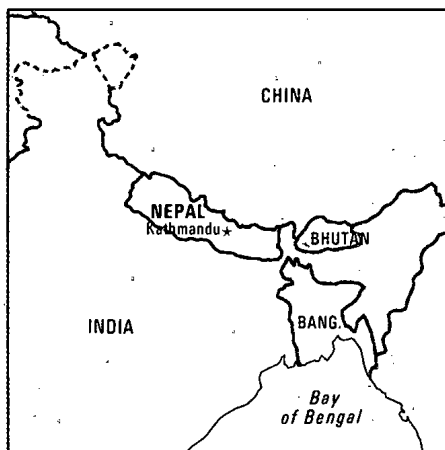 CHINA
NEPAL
Kathmandu
BHUTAN
INDIA
BANG.
Bay
of Bengal